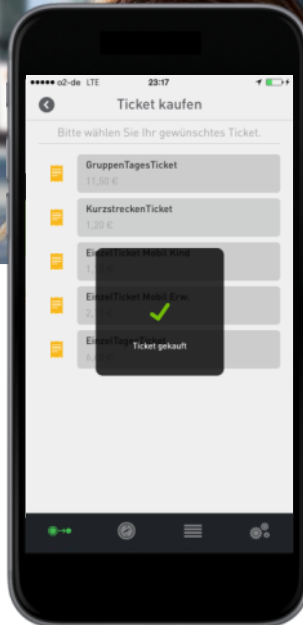 o2-de LTE 23:17
Ticket kaufen
Bitte wählen Sie Ihr gewünschtes Ticket.
GruppenTagesTicket
11,50 €
KurzstreckenTicket
1,20 €
EinzelTicket Mobil Kind
EinzelTicket Mobil Erw.
EinzelTagesTicket
Ticket gekauft